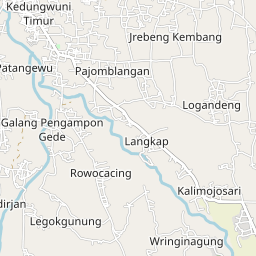 Kedungwuni
Timur
Jrebeng Kembang
Patangewu
Pajomblangan
Logandeng
Galang Pengampon
Gede
Langkap
Rowocacing
Kalimojosari
dirjan
Legokgunung
Wringinagung